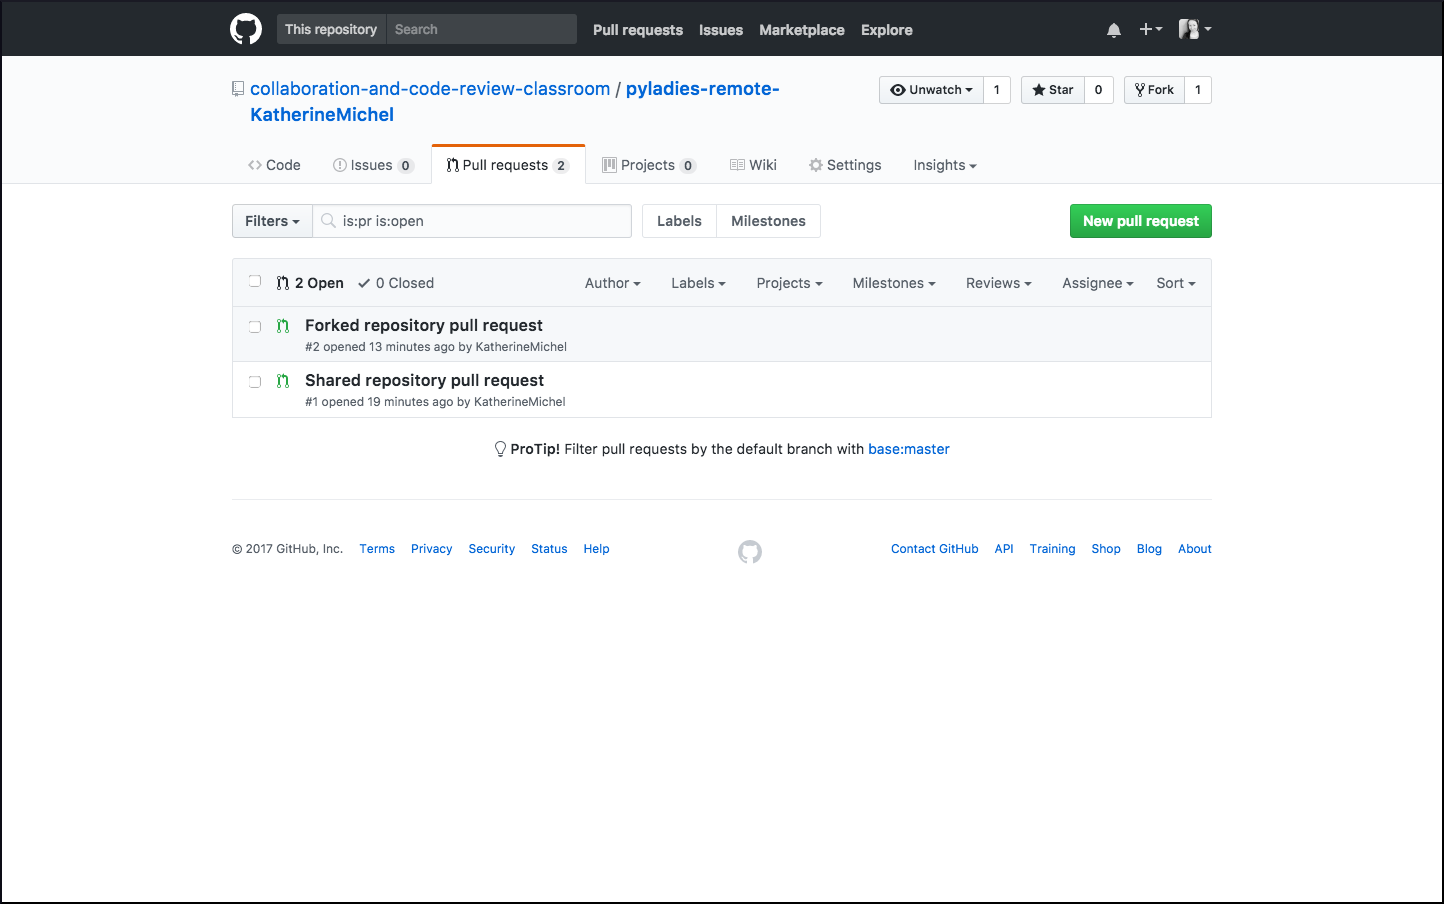 This repository Search Pull requests Issues Marketplace Explore
collaboration-and-code-review-classroom / pyladies-remote-
KatherineMichel
Unwatch 1 Star 0 Fork 1
Code Issues 0 Pull requests 2 Projects 0 Wiki Settings Insights
Filters is:pr is:open Labels Milestones New pull request
2 Open 0 Closed Author Labels Projects Milestones Reviews Assignee Sort
Forked repository pull request
#2 opened 13 minutes ago by KatherineMichel
Shared repository pull request
#1 opened 19 minutes ago by KatherineMichel
ProTip! Filter pull requests by the default branch with base:master
© 2017 GitHub, Inc. Terms Privacy Security Status Help Contact GitHub API Training Shop Blog About